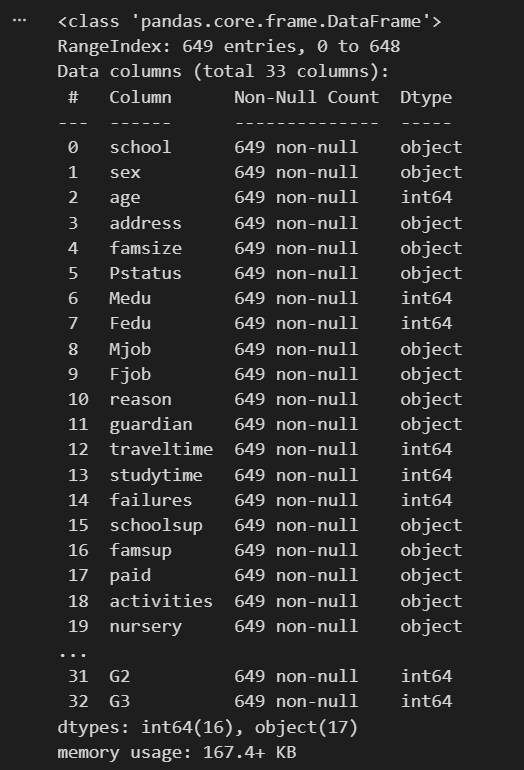 ...
<class 'pandas.core.frame.DataFrame'>
RangeIndex: 649 entries, 0 to 648
Data columns (total 33 columns):
 #   Column      Non-Null Count  Dtype
---  ------      --------------  -----
 0   school      649 non-null    object
 1   sex         649 non-null    object
 2   age         649 non-null    int64
 3   address     649 non-null    object
 4   famsize     649 non-null    object
 5   Pstatus     649 non-null    object
 6   Medu        649 non-null    int64
 7   Fedu        649 non-null    int64
 8   Mjob        649 non-null    object
 9   Fjob        649 non-null    object
 10  reason      649 non-null    object
 11  guardian    649 non-null    object
 12  traveltime  649 non-null    int64
 13  studytime   649 non-null    int64
 14  failures    649 non-null    int64
 15  schoolsup   649 non-null    object
 16  famsup      649 non-null    object
 17  paid        649 non-null    object
 18  activities  649 non-null    object
 19  nursery     649 non-null    object
...
 31  G2          649 non-null    int64
 32  G3          649 non-null    int64
dtypes: int64(16), object(17)
memory usage: 167.4+ KB